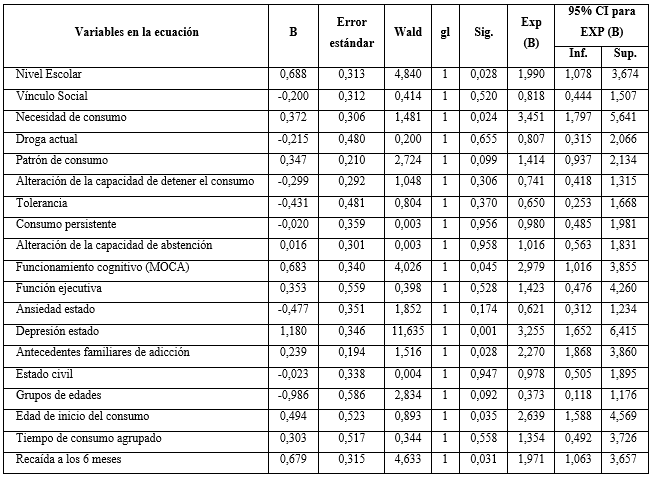 Variables en la ecuación B Error estándar Wald gl Sig. Exp (B) 95% CI para EXP (B)
Inf. Sup.
Nivel Escolar 0,688 0,313 4,840 1 0,028 1,990 1,078 3,674
Vínculo Social -0,200 0,312 0,414 1 0,520 0,818 0,444 1,507
Necesidad de consumo 0,372 0,306 1,481 1 0,024 3,451 1,797 5,641
Droga actual -0,215 0,480 0,200 1 0,655 0,807 0,315 2,066
Patrón de consumo 0,347 0,210 2,724 1 0,099 1,414 0,937 2,134
Alteración de la capacidad de detener el consumo -0,299 0,292 1,048 1 0,306 0,741 0,418 1,315
Tolerancia -0,431 0,481 0,804 1 0,370 0,650 0,253 1,668
Consumo persistente -0,020 0,359 0,003 1 0,956 0,980 0,485 1,981
Alteración de la capacidad de abstención 0,016 0,301 0,003 1 0,958 1,016 0,563 1,831
Funcionamiento cognitivo (MOCA) 0,683 0,340 4,026 1 0,045 2,979 1,016 3,855
Función ejecutiva 0,353 0,559 0,398 1 0,528 1,423 0,476 4,260
Ansiedad estado -0,477 0,351 1,852 1 0,174 0,621 0,312 1,234
Depresión estado 1,180 0,346 11,635 1 0,001 3,255 1,652 6,415
Antecedentes familiares de adicción 0,239 0,194 1,516 1 0,028 2,270 1,868 3,860
Estado civil -0,023 0,338 0,004 1 0,947 0,978 0,505 1,895
Grupos de edades -0,986 0,586 2,834 1 0,092 0,373 0,118 1,176
Edad de inicio del consumo 0,494 0,523 0,893 1 0,035 2,639 1,588 4,569
Tiempo de consumo agrupado 0,303 0,517 0,344 1 0,558 1,354 0,492 3,726
Recaída a los 6 meses 0,679 0,315 4,633 1 0,031 1,971 1,063 3,657